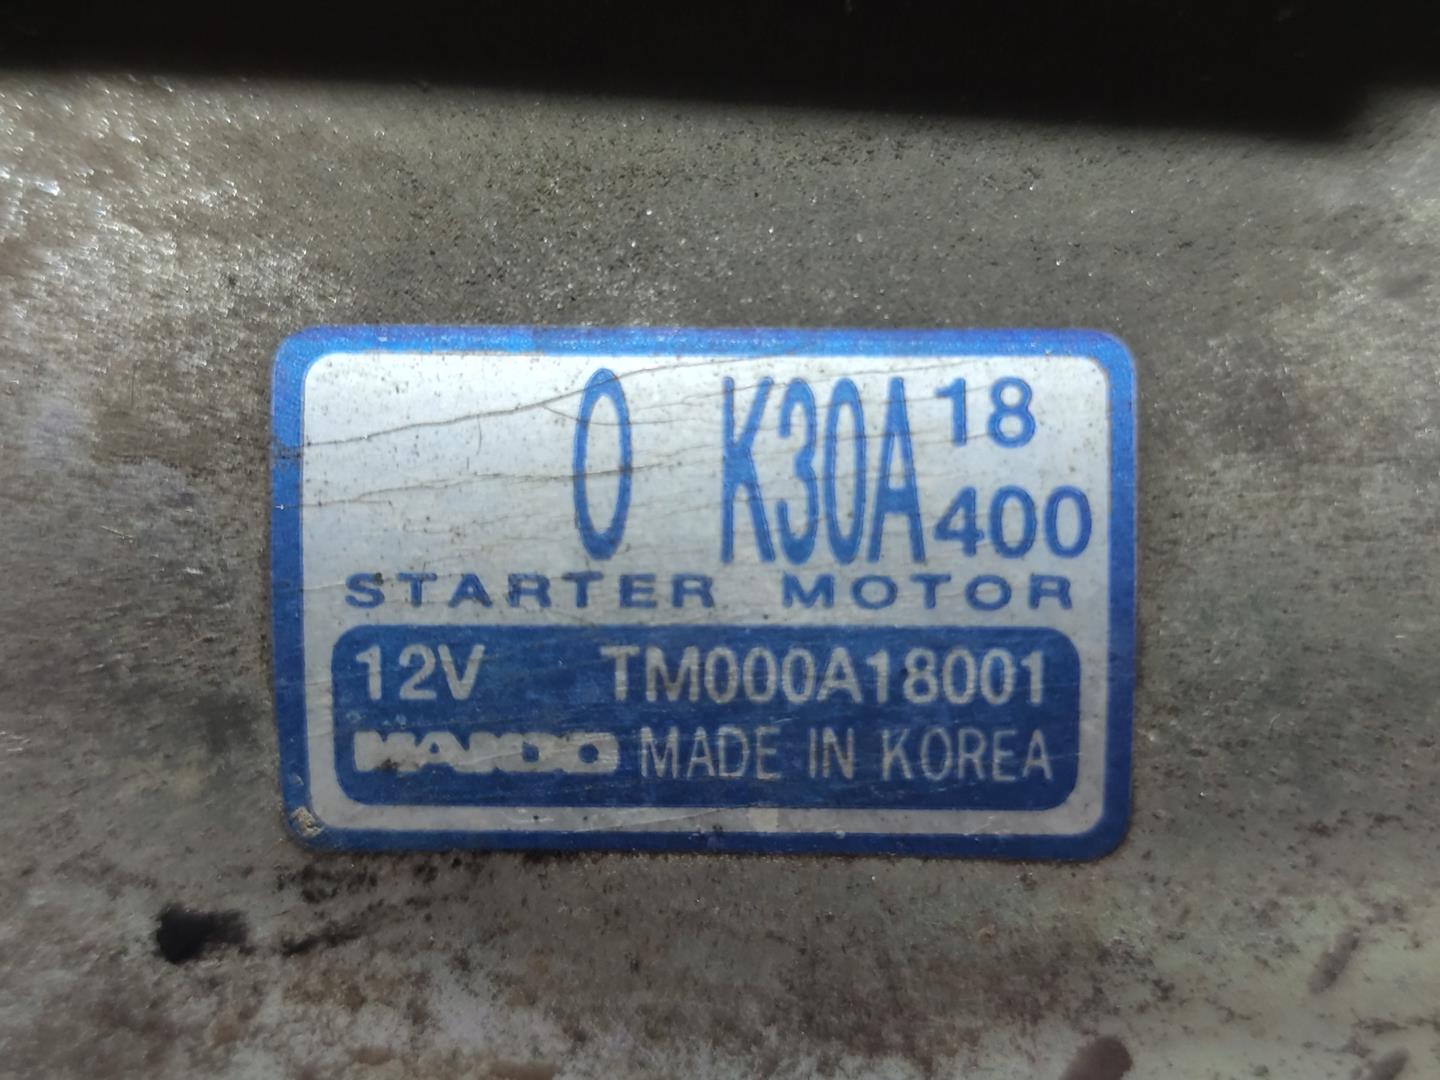 0 K30A 18 400
STARTER MOTOR
12V TM000A18001
MANDO MADE IN KOREA